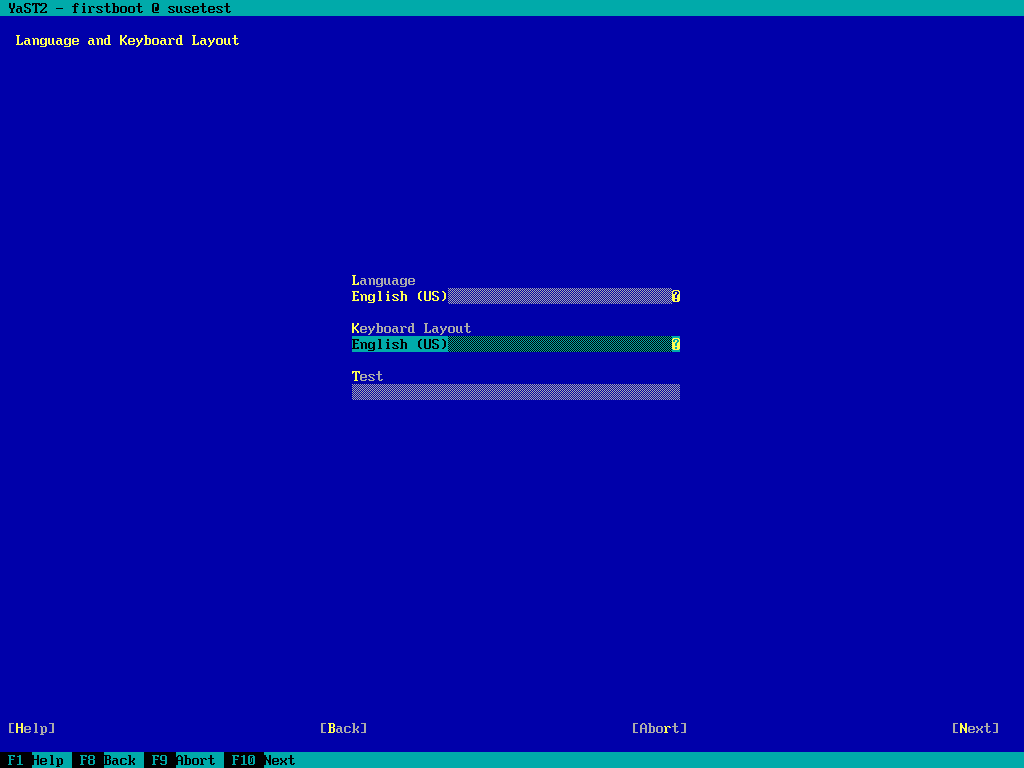 YaST2 - firstboot @ susetest
Language and Keyboard Layout
Language
English (US) ?
Keyboard Layout
English (US) ?
Test
[Help] [Back] [Abort] [Next]
F1 Help F8 Back F9 Abort F10 Next